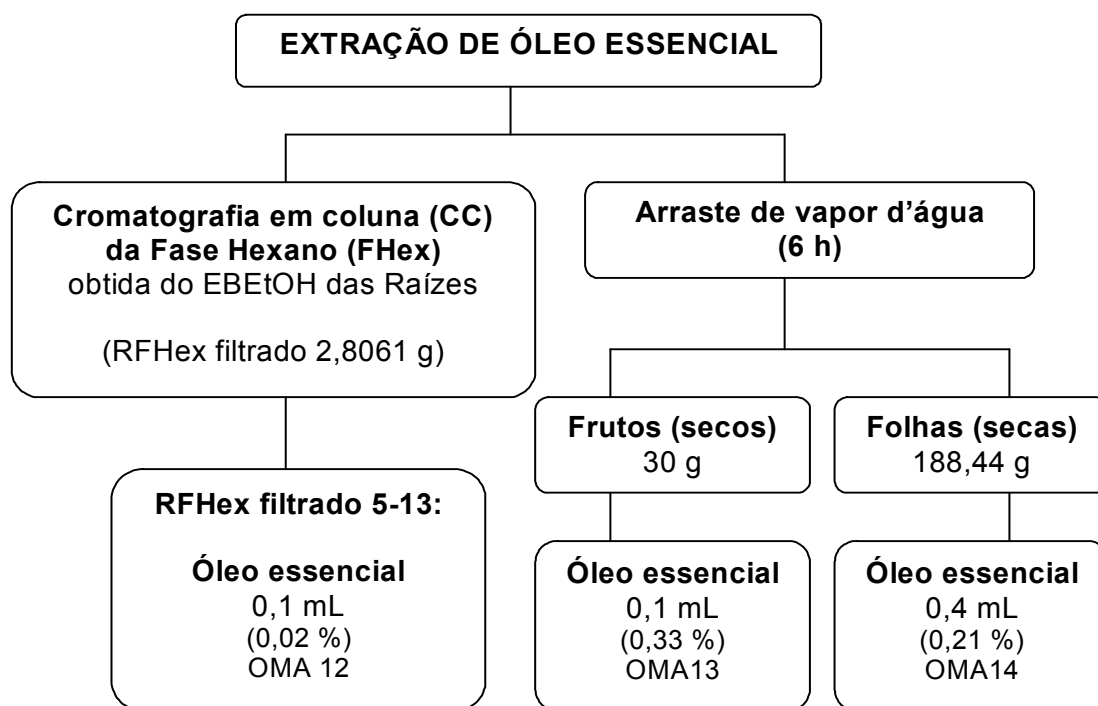 EXTRAÇÃO DE ÓLEO ESSENCIAL
Cromatografia em coluna (CC)
da Fase Hexano (FHex)
obtida do EBEtOH das Raízes
(RFHex filtrado 2,8061 g)
Arraste de vapor d’água
(6 h)
Frutos (secos)
30 g
Folhas (secas)
188,44 g
RFHex filtrado 5-13:
Óleo essencial
0,1 mL
(0,02 %)
OMA 12
Óleo essencial
0,1 mL
(0,33 %)
OMA13
Óleo essencial
0,4 mL
(0,21 %)
OMA14